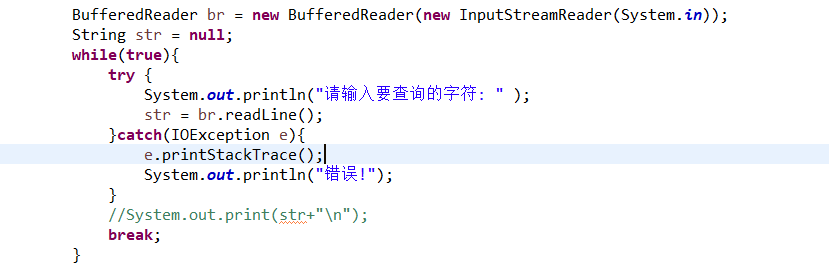 BufferedReader br = new BufferedReader(new InputStreamReader(System.in));
String str = null;
while(true){
try {
System.out.println("请输入要查询的字符: " );
str = br.readLine();
}catch(IOException e){
e.printStackTrace();
System.out.println("错误!");
}
//System.out.print(str+"\n");
break;
}